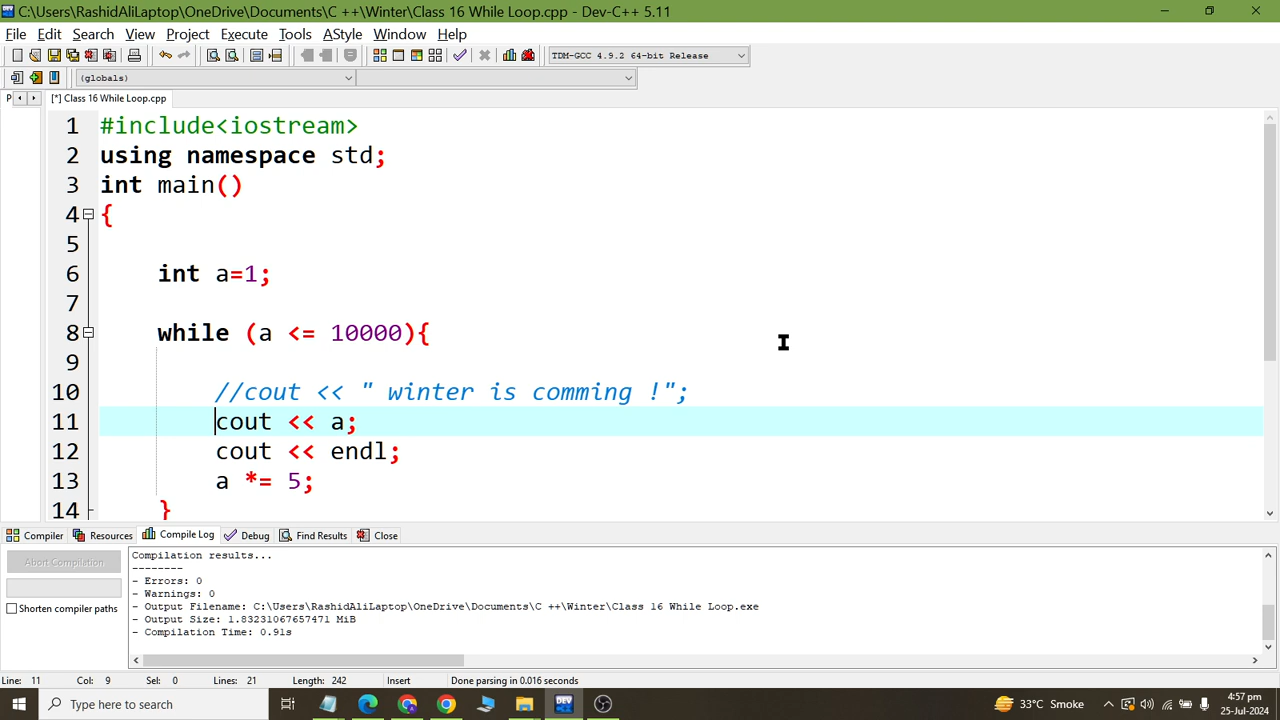 C:\Users\RashidAliLaptop\OneDrive\Documents\C ++\Winter\Class 16 While Loop.cpp - Dev-C++ 5.11
File Edit Search View Project Execute Tools AStyle Window Help
TDM-GCC 4.9.2 64-bit Release
(globals)
P [*] Class 16 While Loop.cpp
1 #include<iostream>
2 using namespace std;
3 int main()
4 {
5
6 int a=1;
7
8 while (a <= 10000){
9
10 //cout << " winter is comming !";
11 cout << a;
12 cout << endl;
13 a *= 5;
14 }
Compiler Resources Compile Log Debug Find Results Close
Abort Compilation
Shorten compiler paths
Compilation results...
--------
- Errors: 0
- Warnings: 0
- Output Filename: C:\Users\RashidAliLaptop\OneDrive\Documents\C ++\Winter\Class 16 While Loop.exe
- Output Size: 1.83231067657471 MiB
- Compilation Time: 0.91s
Line: 11 Col: 9 Sel: 0 Lines: 21 Length: 242 Insert Done parsing in 0.016 seconds
Type here to search
DEV
33°C Smoke
4:57 pm
25-Jul-2024